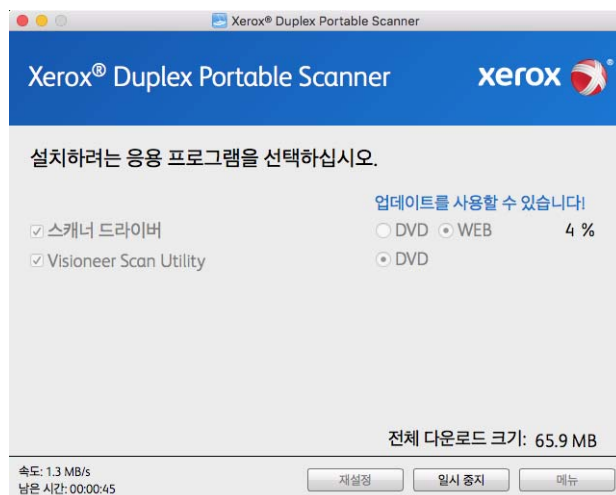 Xerox® Duplex Portable Scanner
Xerox® Duplex Portable Scanner
xerox ®
설치하려는 응용 프로그램을 선택하십시오.
업데이트를 사용할 수 있습니다!
스캐너 드라이버 DVD WEB 4 %
Visioneer Scan Utility DVD
전체 다운로드 크기: 65.9 MB
속도: 1.3 MB/s
남은 시간: 00:00:45
재설정 일시 중지 메뉴